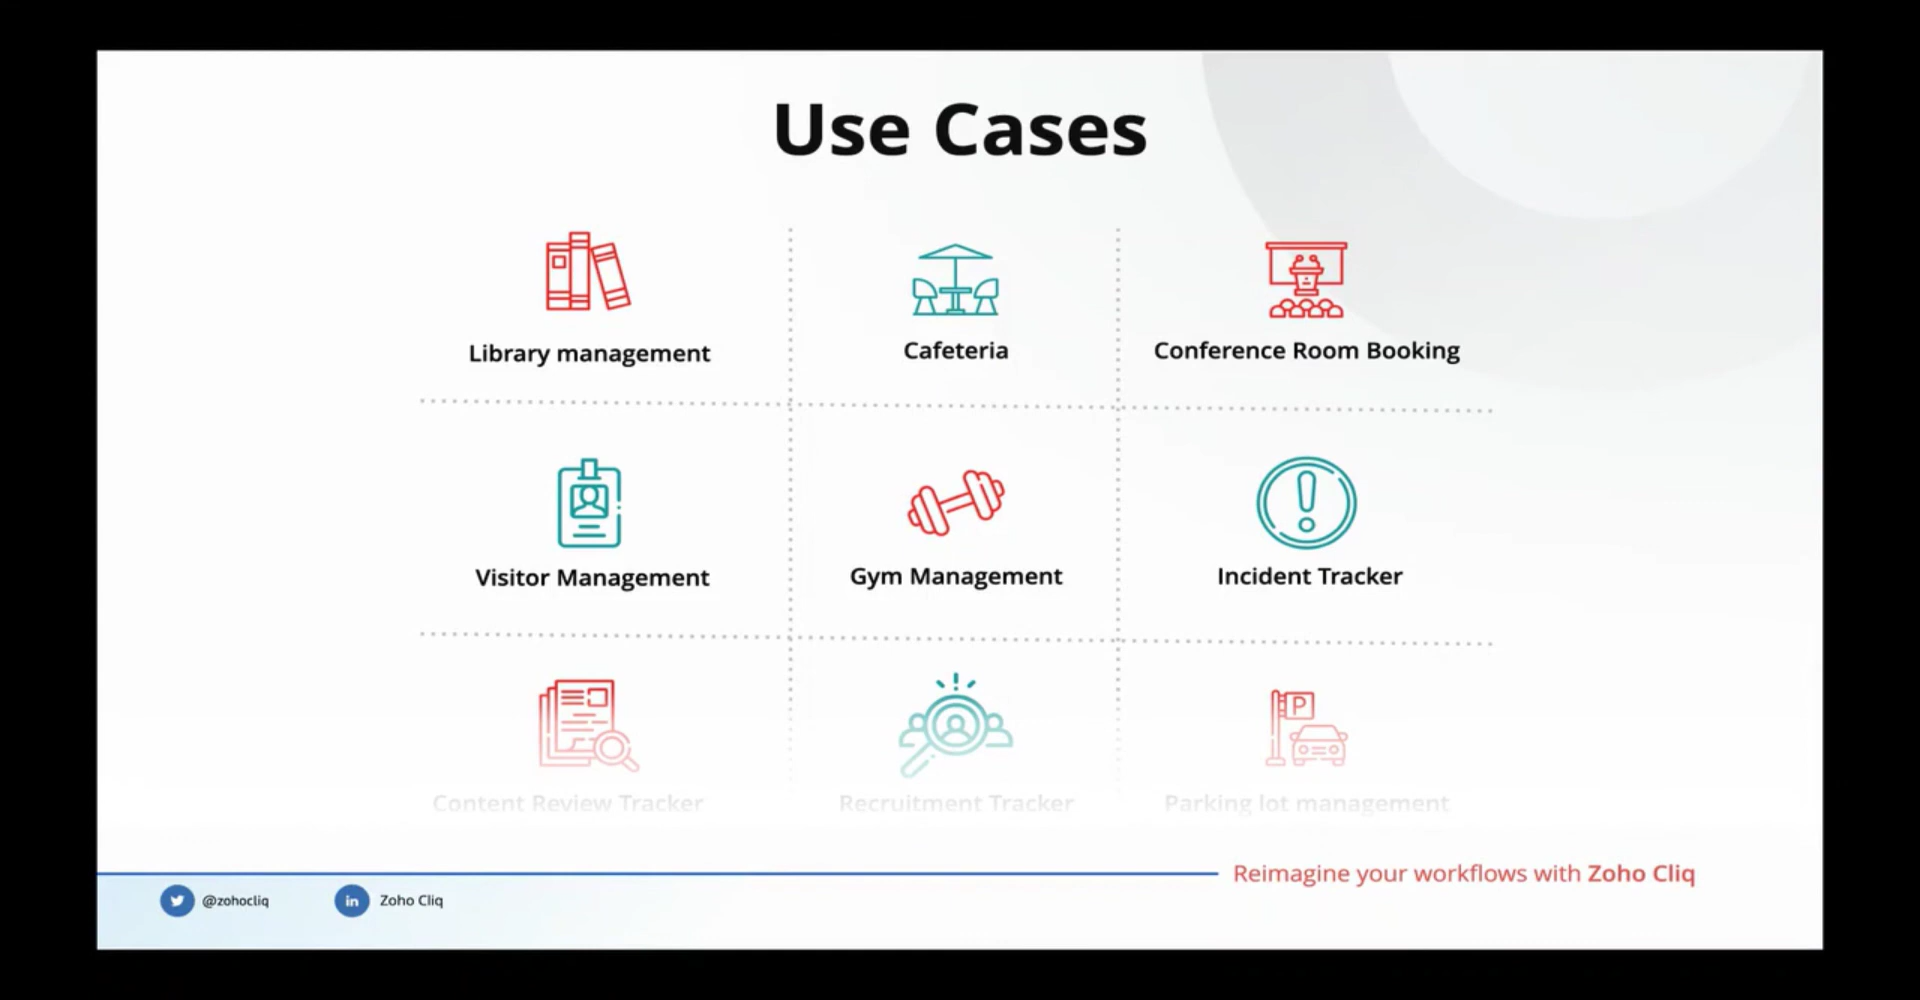 Use Cases
Library management
Cafeteria
Conference Room Booking
Visitor Management
Gym Management
Incident Tracker
P
Content Review Tracker
Recruitment Tracker
Parking lot management
Reimagine your workflows with Zoho Cliq
@zohocliq
in
Zoho Cliq